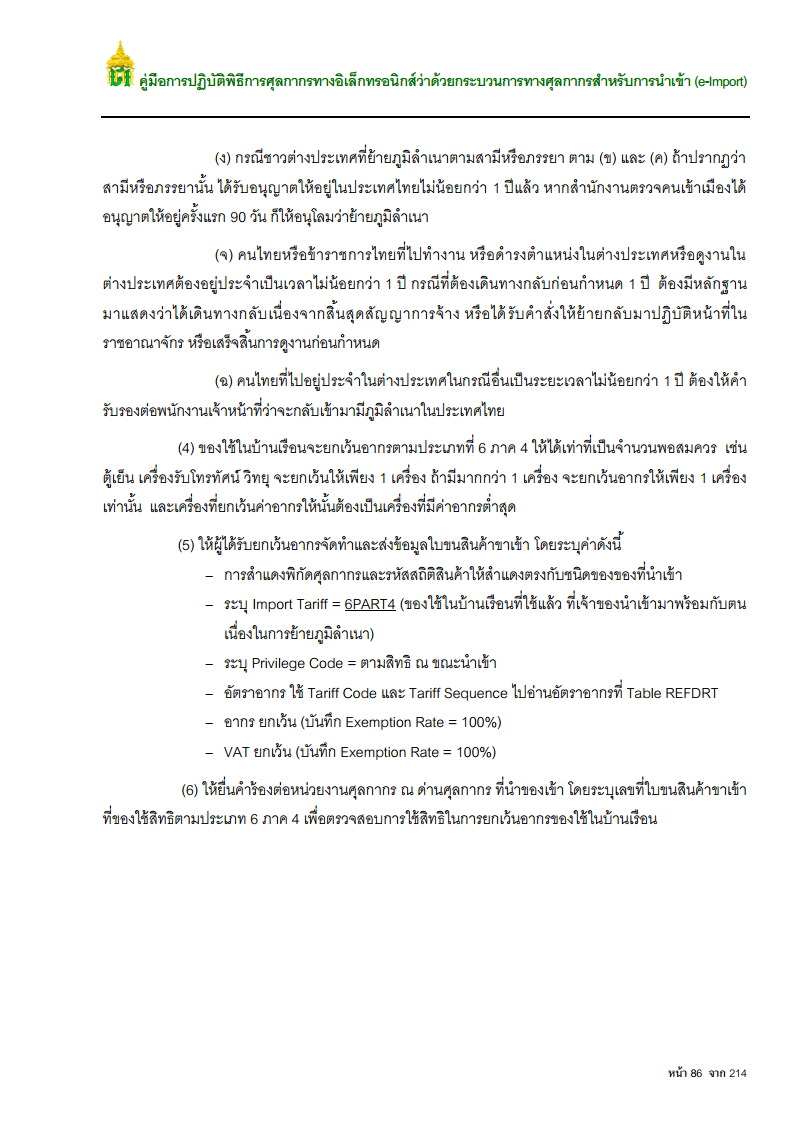 คู่มือการปฏิบัติพิธีการศุลกากรทางอิเล็กทรอนิกส์ว่าด้วยกระบวนการทางศุลกากรสำหรับการนำเข้า (e-Import)
(ง) กรณีชาวต่างประเทศที่ย้ายภูมิลำเนาตามสามีหรือภรรยา ตาม (ข) และ (ค) ถ้าปรากฏว่า
สามีหรือภรรยานั้น ได้รับอนุญาตให้อยู่ในประเทศไทยไม่น้อยกว่า 1 ปีแล้ว หากสำนักงานตรวจคนเข้าเมืองได้
อนุญาตให้อยู่ครั้งแรก 90 วัน ก็ให้อนุโลมว่าย้ายภูมิลำเนา
(จ) คนไทยหรือข้าราชการไทยที่ไปทำงาน หรือดำรงตำแหน่งในต่างประเทศหรือดูงานใน
ต่างประเทศต้องอยู่ประจำเป็นเวลาไม่น้อยกว่า 1 ปี กรณีที่ต้องเดินทางกลับก่อนกำหนด 1 ปี ต้องมีหลักฐาน
มาแสดงว่าได้เดินทางกลับเนื่องจากสิ้นสุดสัญญาการจ้าง หรือได้รับคำสั่งให้ย้ายกลับมาปฏิบัติหน้าที่ใน
ราชอาณาจักร หรือเสร็จสิ้นการดูงานก่อนกำหนด
(ฉ) คนไทยที่ไปอยู่ประจำในต่างประเทศในกรณีอื่นเป็นระยะเวลาไม่น้อยกว่า 1 ปี ต้องให้คำ
รับรองต่อพนักงานเจ้าหน้าที่ว่าจะกลับเข้ามามีภูมิลำเนาในประเทศไทย
(4) ของใช้ในบ้านเรือนจะยกเว้นอากรตามประเภทที่ 6 ภาค 4 ให้ได้เท่าที่เป็นจำนวนพอสมควร เช่น
ตู้เย็น เครื่องรับโทรทัศน์ วิทยุ จะยกเว้นให้เพียง 1 เครื่อง ถ้ามีมากกว่า 1 เครื่อง จะยกเว้นอากรให้เพียง 1 เครื่อง
เท่านั้น และเครื่องที่ยกเว้นค่าอากรให้นั้นต้องเป็นเครื่องที่มีค่าอากรต่ำสุด
(5) ให้ผู้ได้รับยกเว้นอากรจัดทำและส่งข้อมูลใบขนสินค้าขาเข้า โดยระบุค่าดังนี้
– การสำแดงพิกัดศุลกากรและรหัสสถิติสินค้าให้สำแดงตรงกับชนิดของของที่นำเข้า
– ระบุ Import Tariff = 6PART4 (ของใช้ในบ้านเรือนที่ใช้แล้ว ที่เจ้าของนำเข้ามาพร้อมกับตน
เนื่องในการย้ายภูมิลำเนา)
– ระบุ Privilege Code = ตามสิทธิ ณ ขณะนำเข้า
– อัตราอากร ใช้ Tariff Code และ Tariff Sequence ไปอ่านอัตราอากรที่ Table REFDRT
– อากร ยกเว้น (บันทึก Exemption Rate = 100%)
– VAT ยกเว้น (บันทึก Exemption Rate = 100%)
(6) ให้ยื่นคำร้องต่อหน่วยงานศุลกากร ณ ด่านศุลกากร ที่นำของเข้า โดยระบุเลขที่ใบขนสินค้าขาเข้า
ที่ของใช้สิทธิตามประเภท 6 ภาค 4 เพื่อตรวจสอบการใช้สิทธิในการยกเว้นอากรของใช้ในบ้านเรือน
หน้า 86 จาก 214